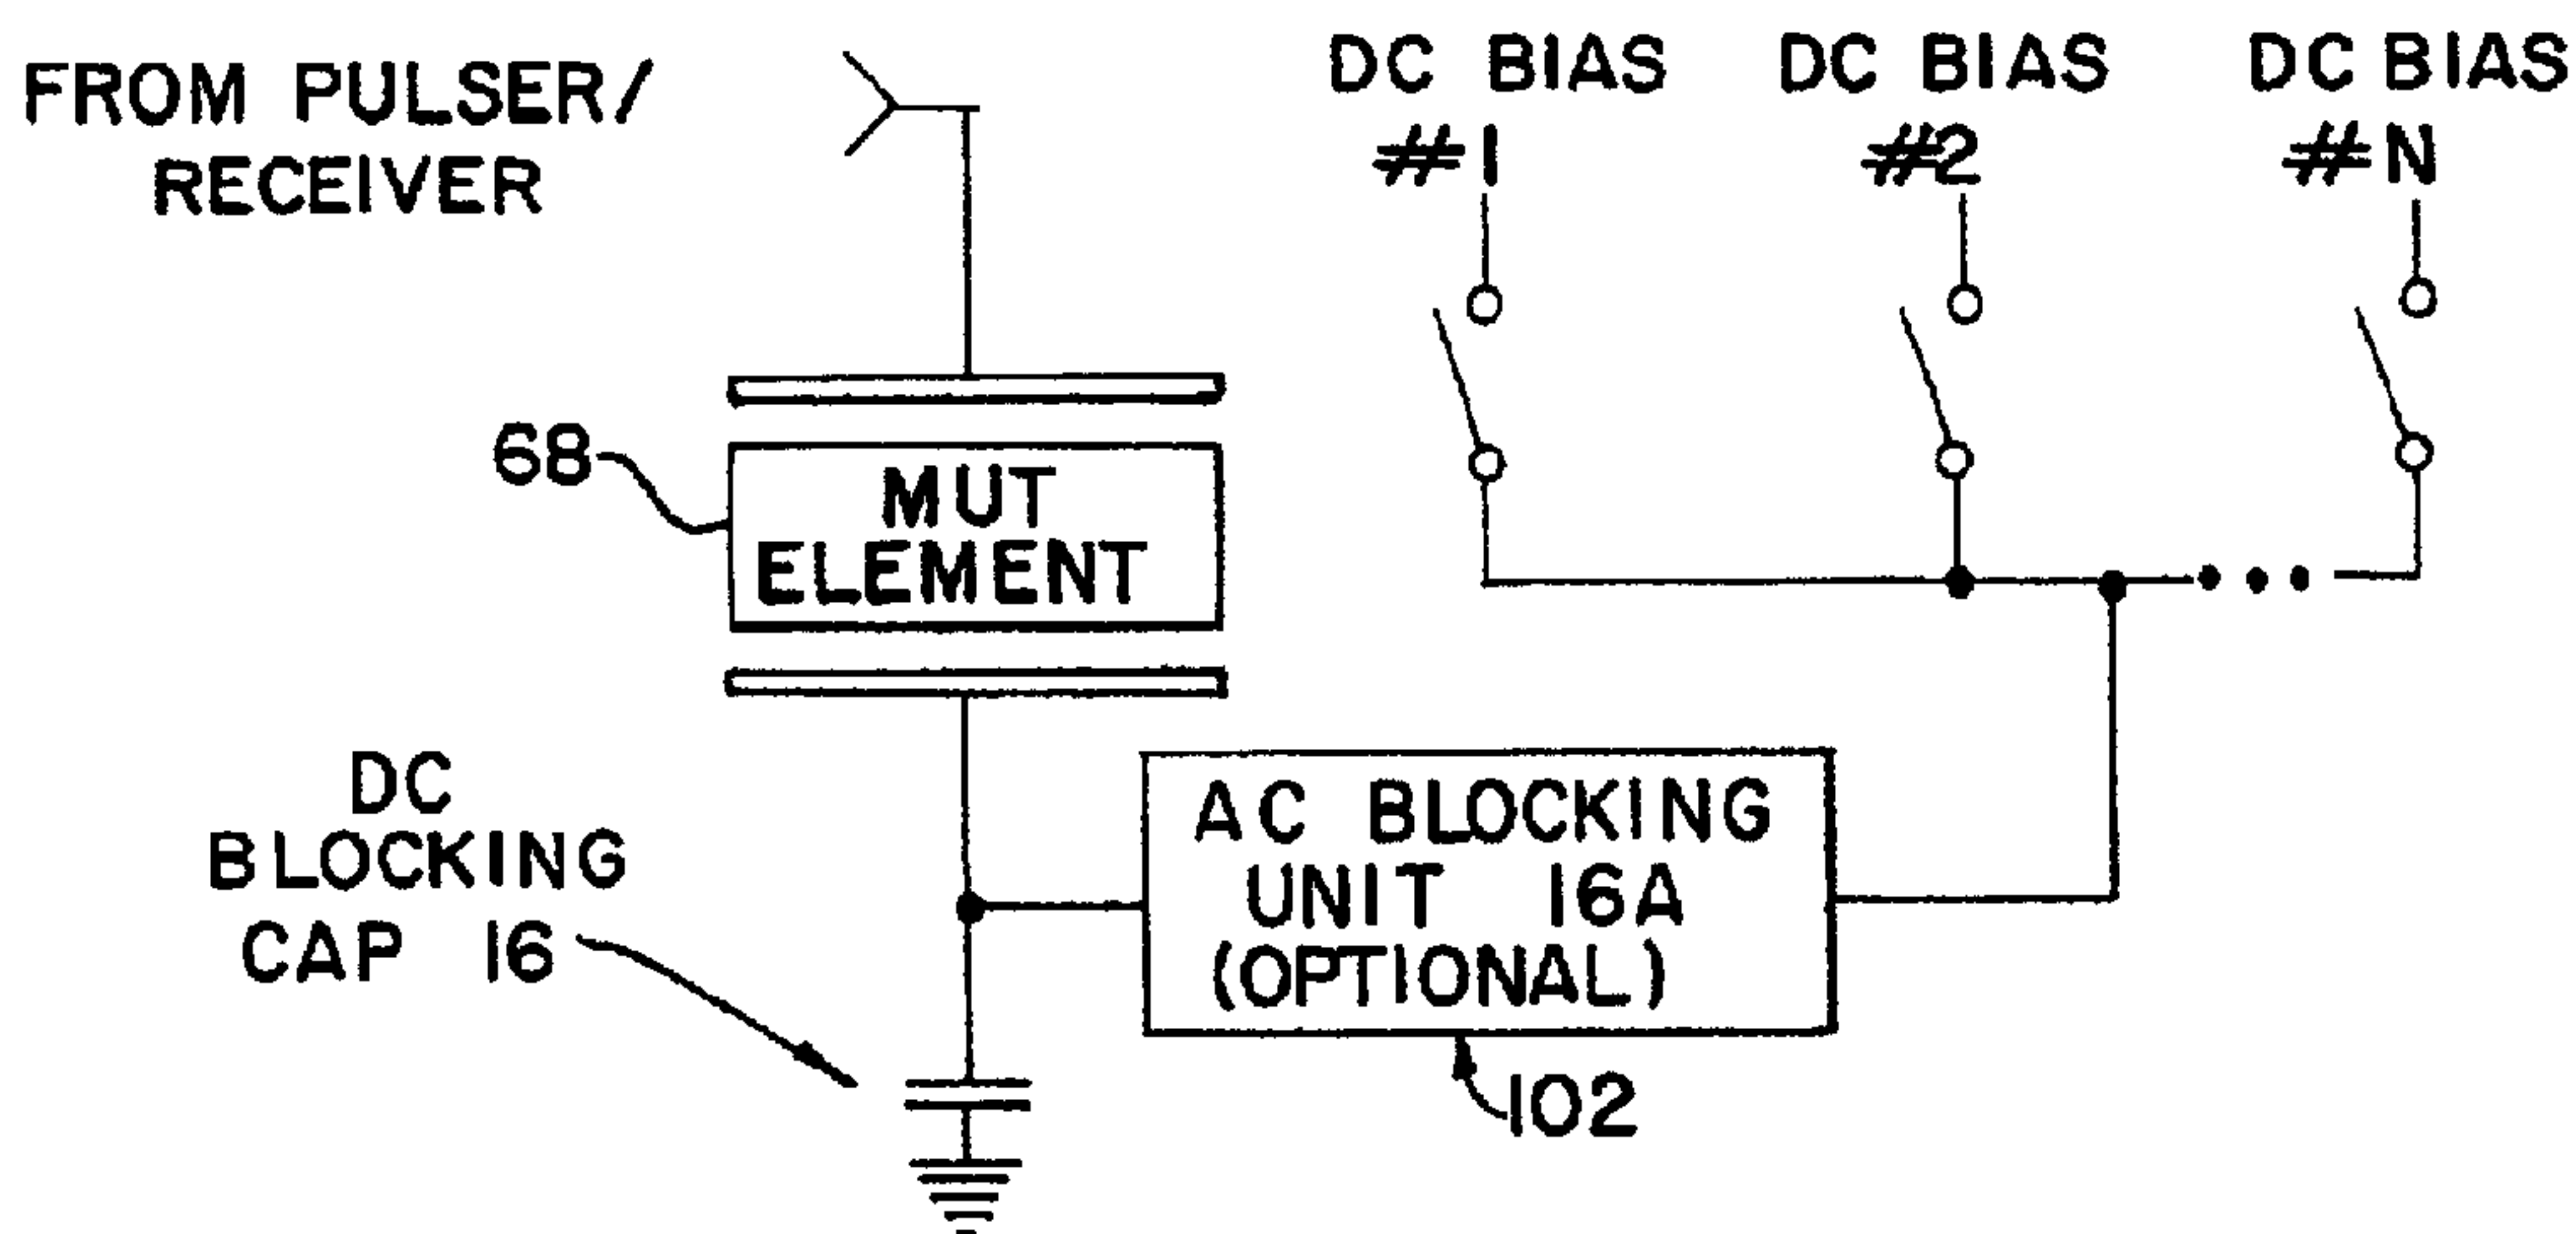 FROM PULSER/
RECEIVER
DC BIAS
#1
DC BIAS
#2
DC BIAS
#N
68
MUT
ELEMENT
DC
BLOCKING
CAP 16
AC BLOCKING
UNIT 16A
(OPTIONAL)
102